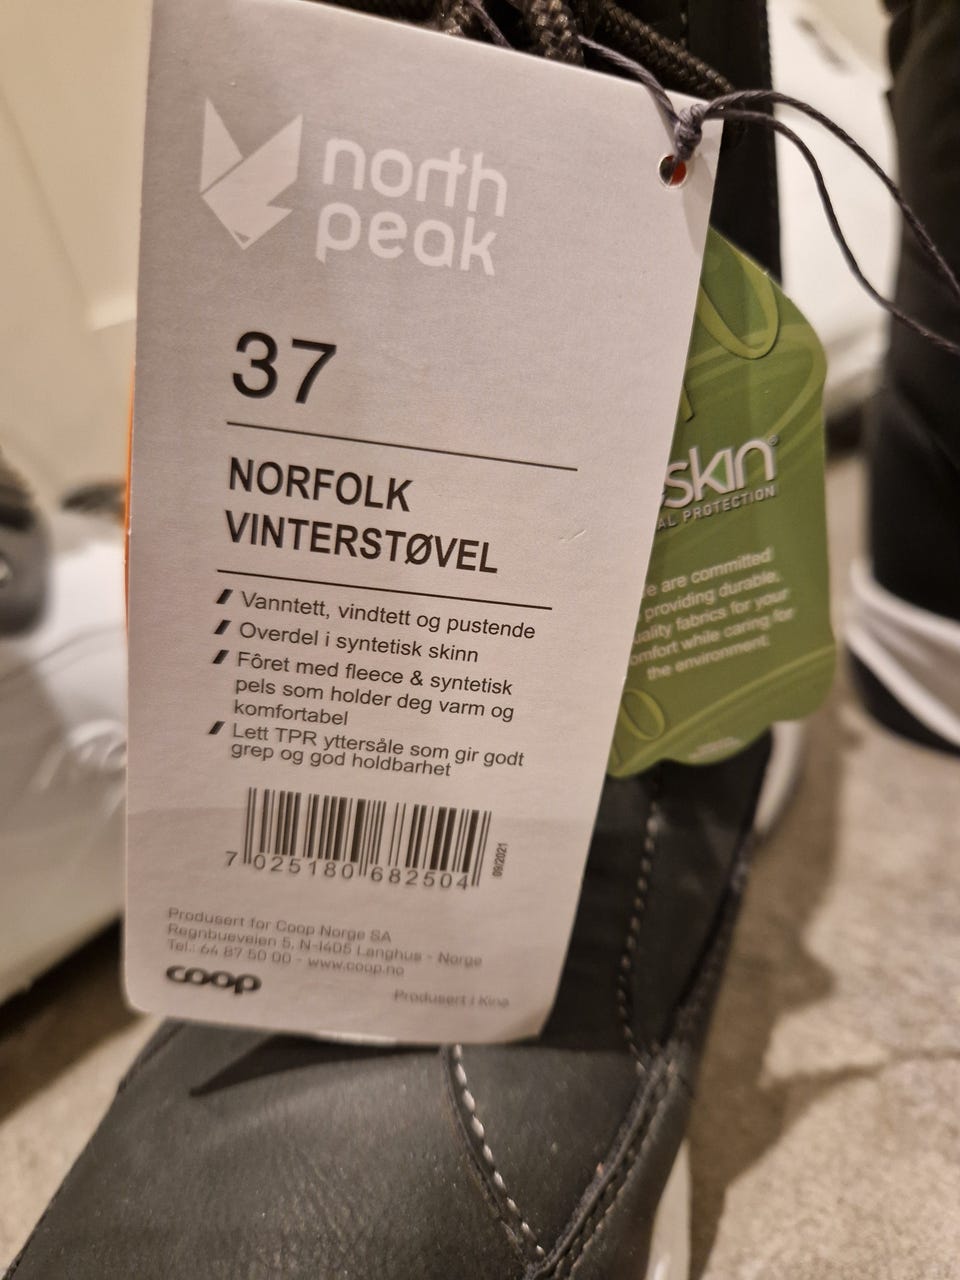 north
peak
37
NORFOLK
VINTERSTØVEL
Vanntett, vindtett og pustende
Overdel i syntetisk skinn
Fôret med fleece & syntetisk
pels som holder deg varm og
komfortabel
Lett TPR yttersåle som gir godt
grep og god holdbarhet
7 025180 682504
09/2021
Produsert for Coop Norge SA
Regnbueveien 5, N-1405 Langhus - Norge
Tel.: 64 87 50 00 - www.coop.no
coop
Produsert i Kina
skin®
AL PROTECTION
e are committed
providing durable,
uality fabrics for your
omfort while caring for
the environment.